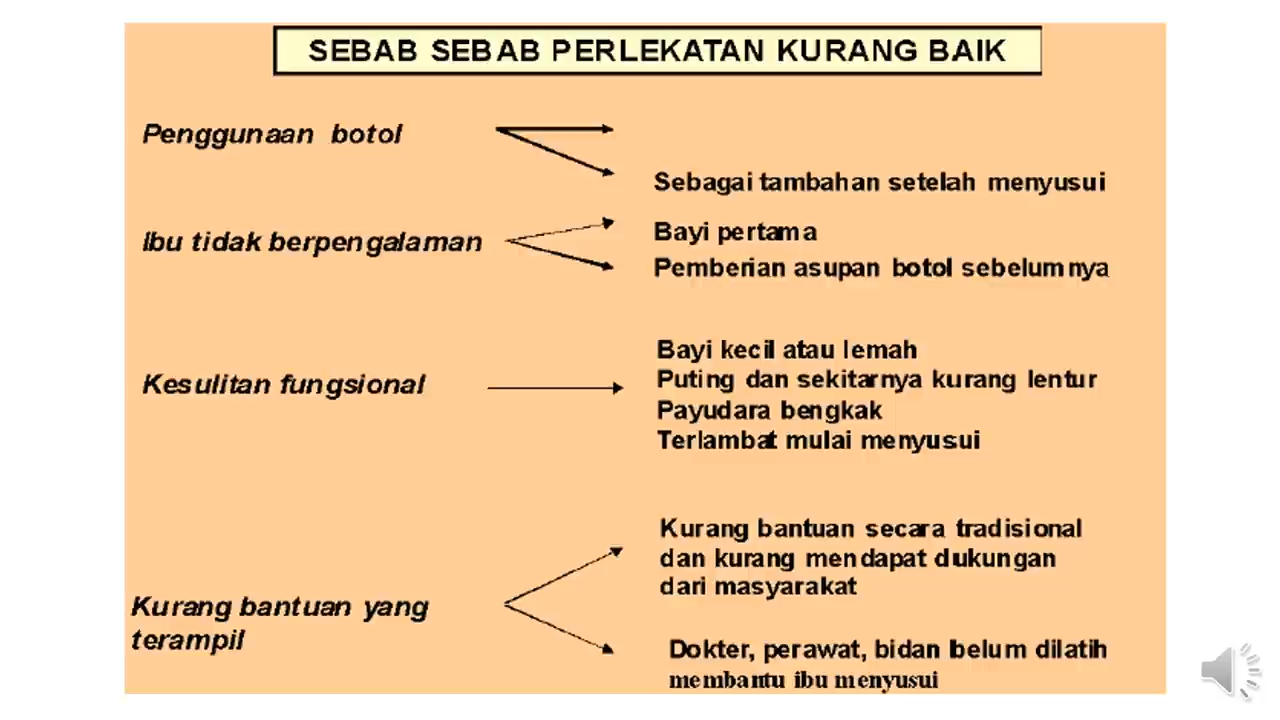 SEBAB SEBAB PERLEKATAN KURANG BAIK
Penggunaan botol
Sebagai tambahan setelah menyusui
Ibu tidak berpengalaman
Bayi pertama
Pemberian asupan botol sebelumnya
Kesulitan fungsional
Bayi kecil atau lemah
Puting dan sekitarnya kurang lentur
Payudara bengkak
Terlambat mulai menyusui
Kurang bantuan yang
terampil
Kurang bantuan secara tradisional
dan kurang mendapat dukungan
dari masyarakat
Dokter, perawat, bidan belum dilatih
membantu ibu menyusui